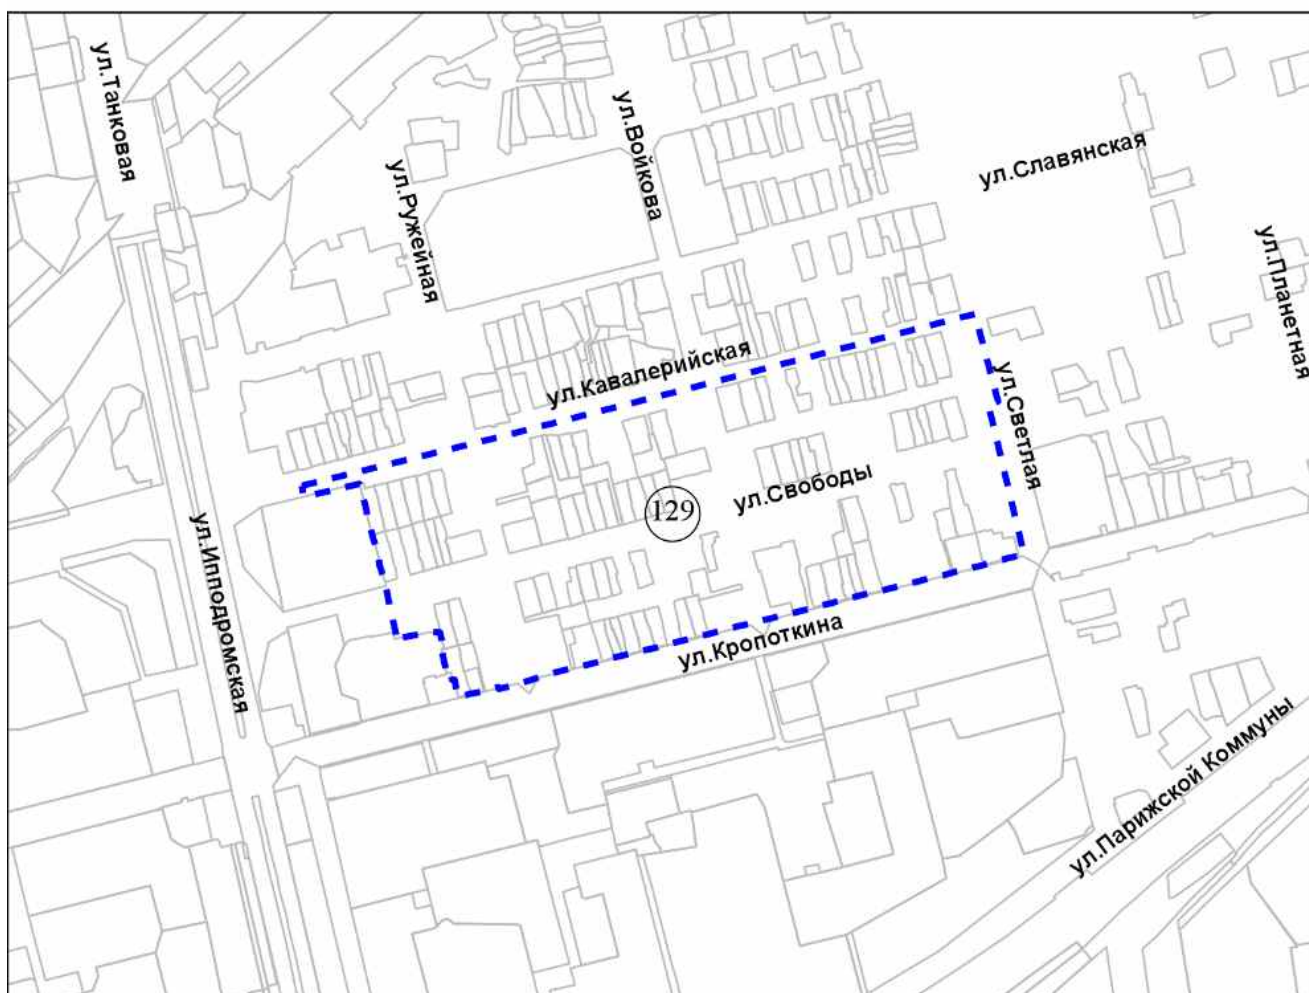 ул.Танковая
ул.Войкова
ул.Славянская
ул.Ружейная
ул.Планетная
ул.Кавалерийская
ул.Светлая
ул.Свободы
129
ул.Ипподромская
ул.Кропоткина
ул.Парижской Коммуны